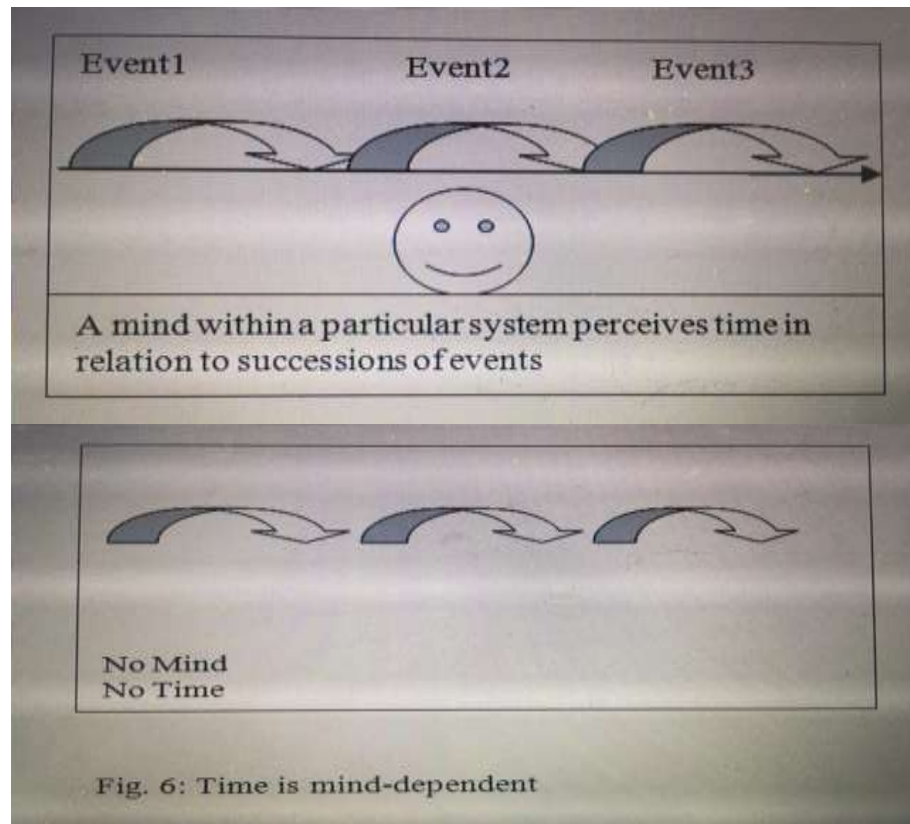 Event1 Event2 Event3
A mind within a particular system perceives time in
relation to successions of events
No Mind
No Time
Fig. 6: Time is mind-dependent